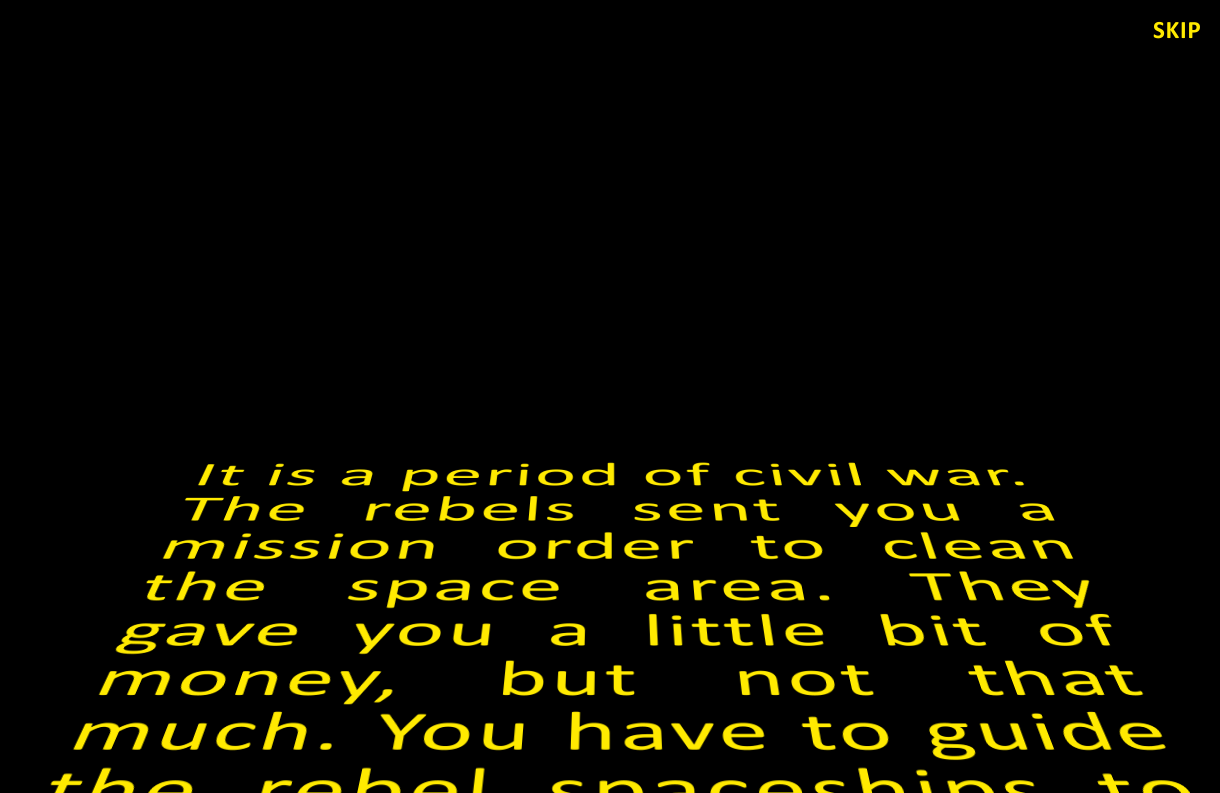 SKIP
It is a period of civil war.
The rebels sent you a
mission order to clean
the space area. They
gave you a little bit of
money, but not that
much. You have to guide
the rebel spaceships to